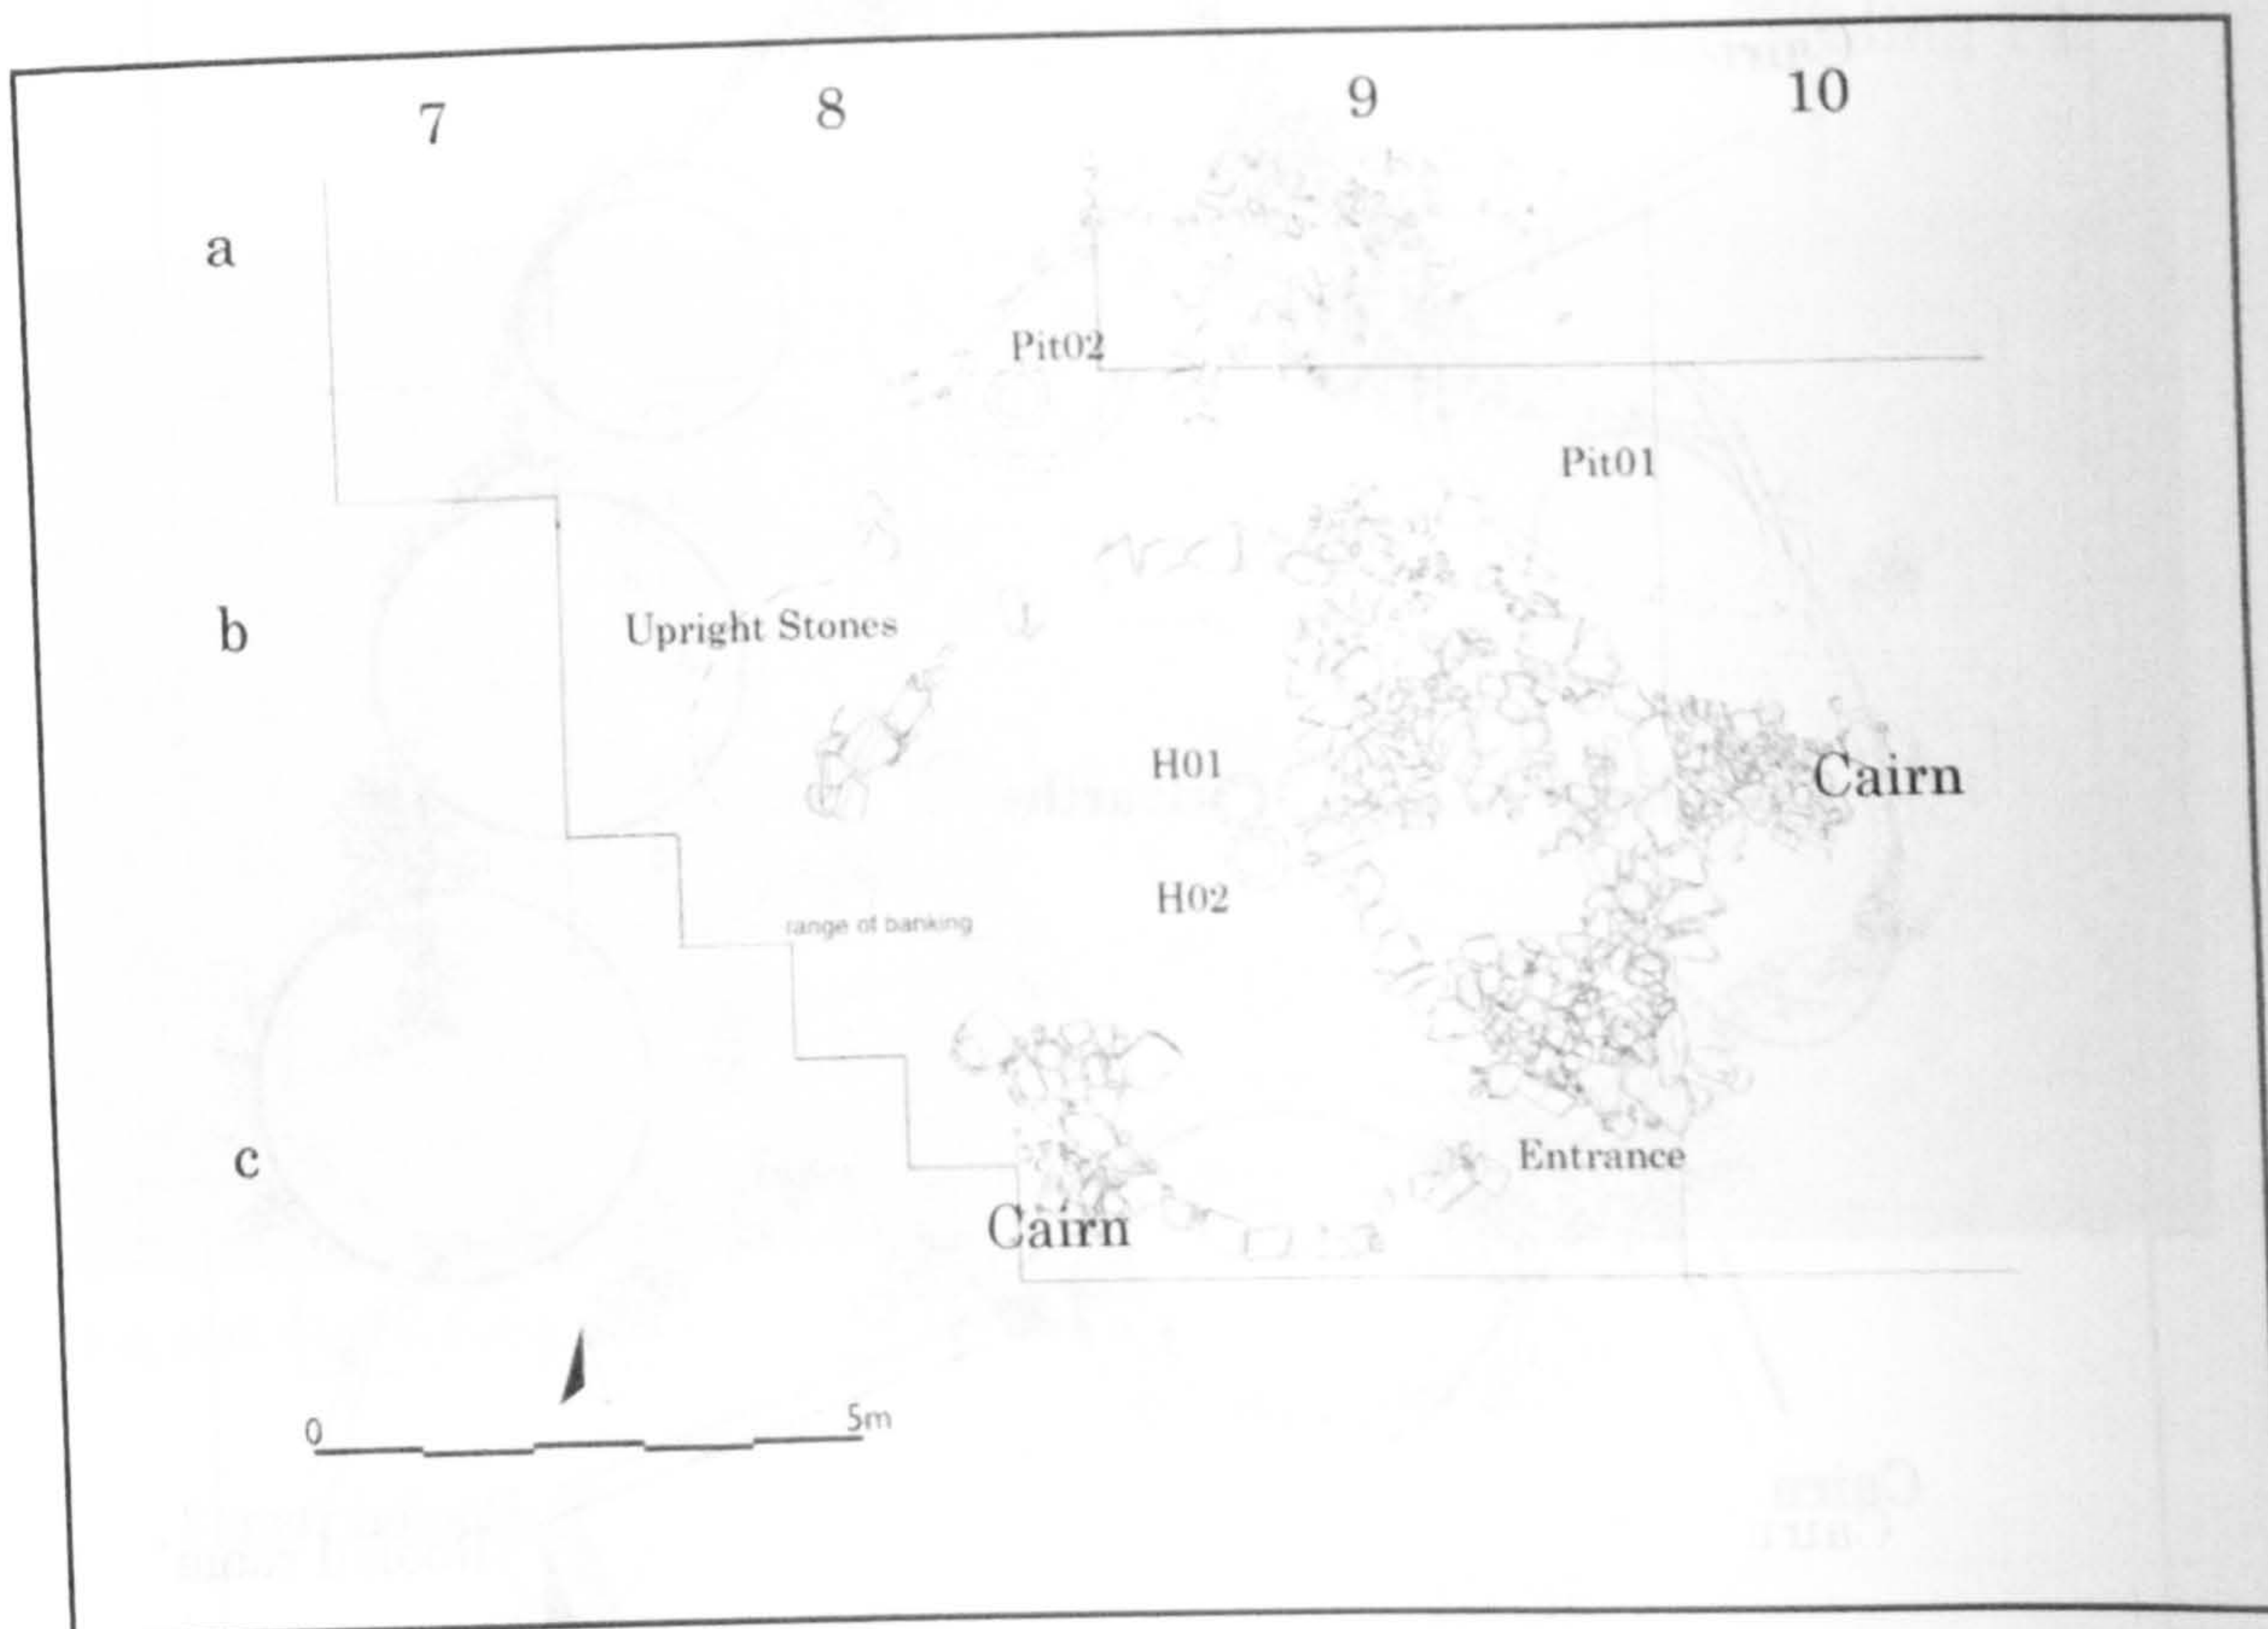 7 8 9 10
a
Pit02
Pit01
b
Upright Stones
H01
Cairn
H02
range of banking
c
Entrance
Cairn
0 5m